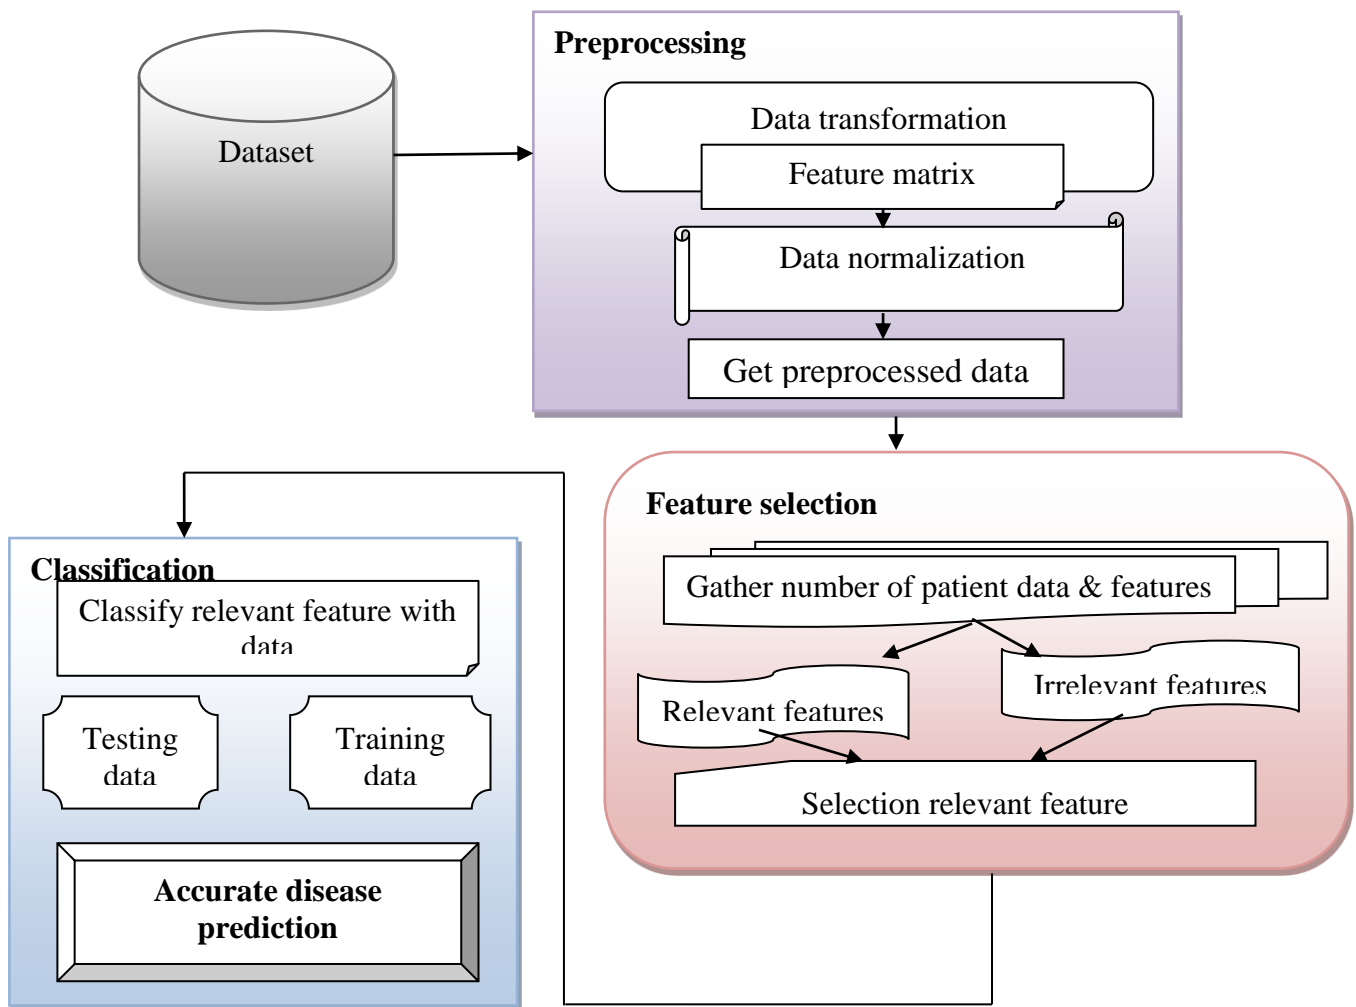 Dataset
Preprocessing
Data transformation
Feature matrix
Data normalization
Get preprocessed data
Feature selection
Gather number of patient data & features
Relevant features
Irrelevant features
Selection relevant feature
Classification
Classify relevant feature with
data
Testing
data
Training
data
Accurate disease
prediction